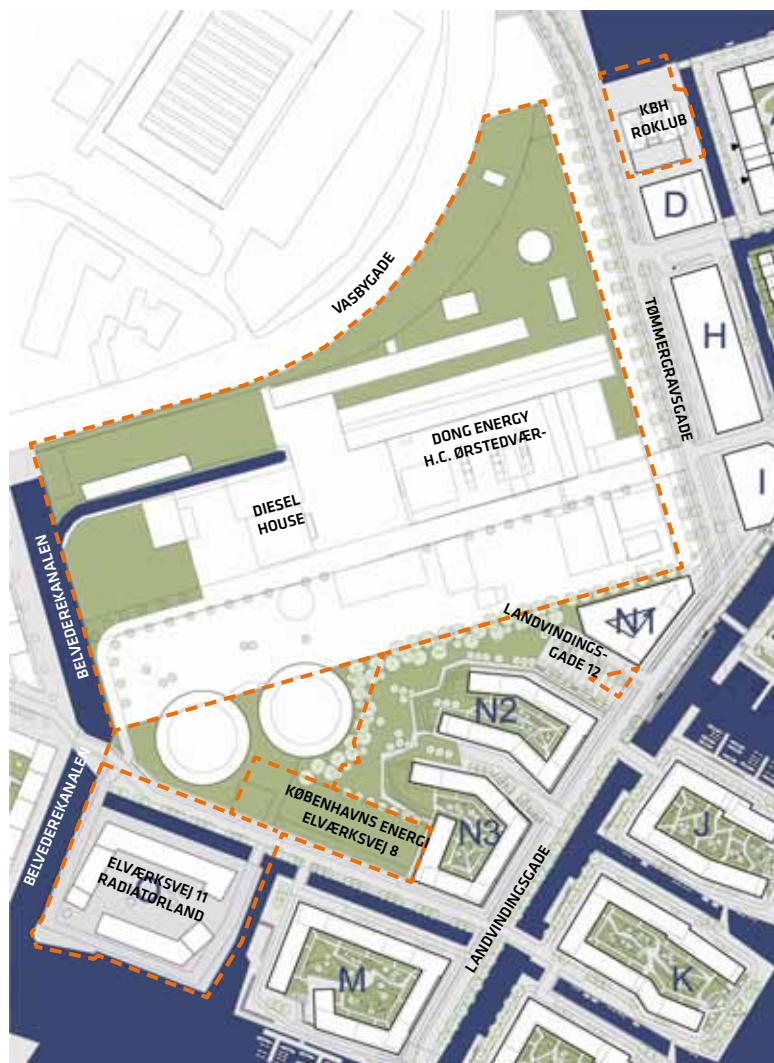 KBH
ROKLUB
D
VASBYGADE
TØMMERGRAVSGADE
H
DONG ENERGY
H.C. ØRSTEDVÆR-
I
DIESEL
HOUSE
BELVEDEREKANALEN
LANDVINDINGS-
GADE 12
N1
N2
BELVEDEREKANALEN
KØBENHAVNS ENERGI
ELVÆRKSVEJ 8
N3
J
ELVÆRKSVEJ 11
RADIATORLAND
O
LANDVINDINGSGADE
M
K